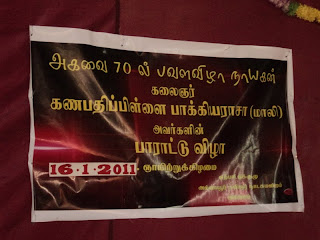 அகவை 70 ல் பவளவிழா நாயகன்
கலைஞர்
கணபதிப்பிள்ளை பாக்கியராசா (மாலி)
அவர்களின்
பாராட்டு விழா
16.1.2011 ஞாயிற்றுக்கிழமை